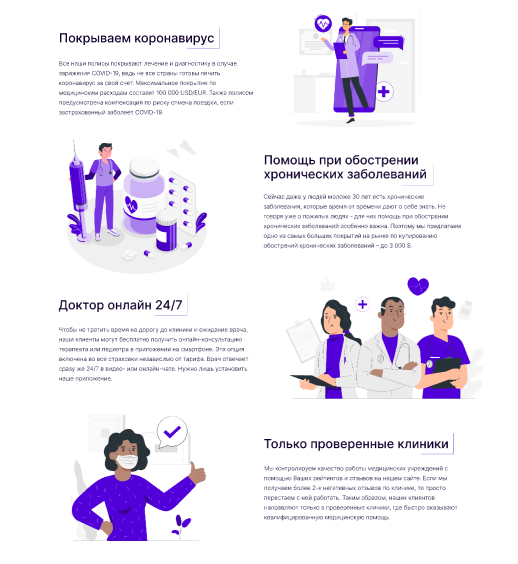 Покрываем коронавирус
Все наши полисы покрывают лечение и диагностику в случае
заражения COVID-19, ведь не все страны готовы лечить
коронавирус за свой счет. Максимальное покрытие по
медицинским расходам составит 100 000 USD/EUR. Также полисом
предусмотрена компенсация по риску отмена поездки, если
застрахованный заболеет COVID-19.
Помощь при обострении
хронических заболеваний
Сейчас даже у людей моложе 30 лет есть хронические
заболевания, которые время от времени дают о себе знать. Не
говоря уже о пожилых людях - для них помощь при обострении
хронических заболеваний особенно важна. Поэтому мы предлагаем
одно из самых больших покрытий на рынке по купированию
обострений хронических заболеваний – до 3 000 $.
Доктор онлайн 24/7
Чтобы не тратить время на дорогу до клиники и ожидание врача,
наши клиенты могут бесплатно получить онлайн-консультацию
терапевта или педиатра в приложении на смартфоне. Эта опция
включена во все страховки независимо от тарифа. Врач отвечает
сразу же 24/7 в видео- или онлайн-чате. Нужно лишь установить
наше приложение.
Только проверенные клиники
Мы контролируем качество работы медицинских учреждений с
помощью Ваших рейтингов и отзывов на нашем сайте. Если мы
получаем более 2-х негативных отзывов по клинике, то просто
перестаем с ней работать. Таким образом, наших клиентов
направляют только в проверенные клиники, где быстро оказывают
квалифицированную медицинскую помощь.